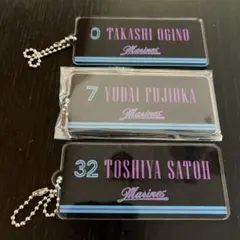 0 TAKASHI OGINO
Marines
7 YUDAI FUJIOKA
Marines
32 TOSHIYA SATOH
Marines